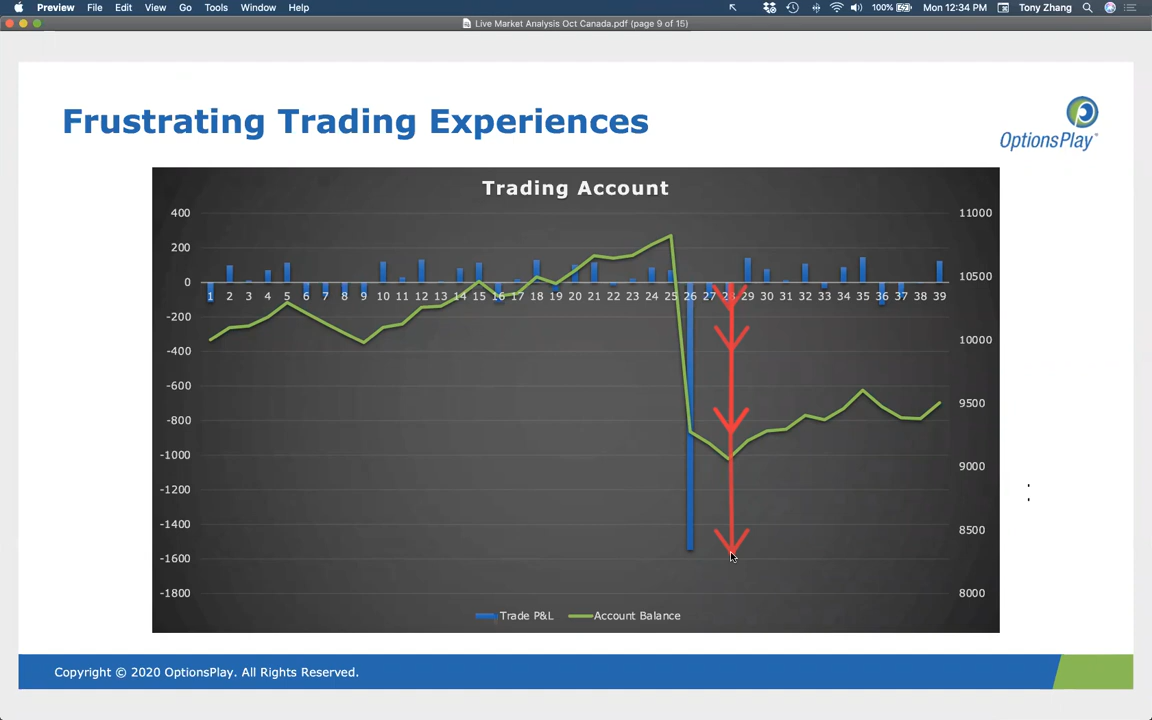 Preview File Edit View Go Tools Window Help 100% Mon 12:34 PM Tony Zhang
Live Market Analysis Oct Canada.pdf (page 9 of 15)
Frustrating Trading Experiences
OptionsPlay
Trading Account
400 11000
200
0 10500
1 2 3 4 5 6 7 8 9 10 11 12 13 14 15 16 17 18 19 20 21 22 23 24 25 26 27 28 29 30 31 32 33 34 35 36 37 38 39
-200
10000
-400
-600
9500
-800
-1000
9000
-1200
-1400
8500
-1600
-1800 8000
Trade P&L Account Balance
Copyright © 2020 OptionsPlay. All Rights Reserved.